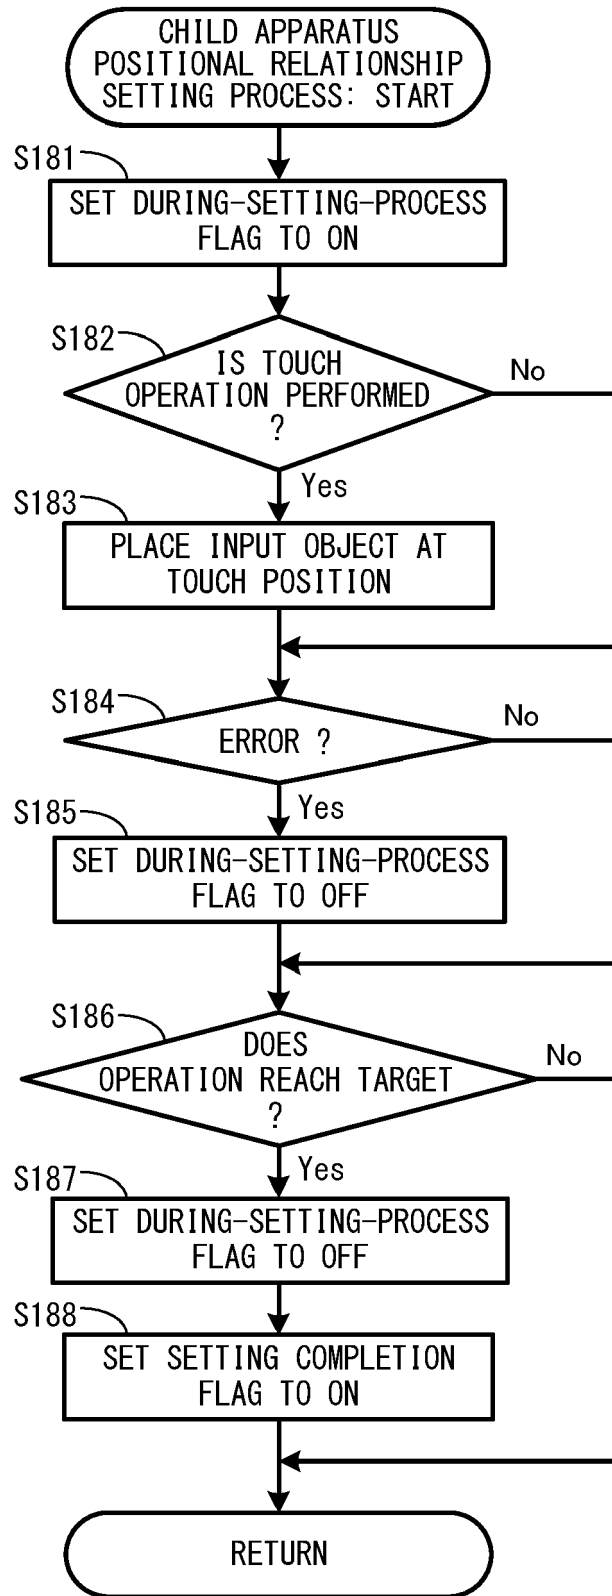 CHILD APPARATUS
POSITIONAL RELATIONSHIP
SETTING PROCESS: START
S181
SET DURING-SETTING-PROCESS
FLAG TO ON
S182
IS TOUCH
OPERATION PERFORMED
?
No
Yes
S183
PLACE INPUT OBJECT AT
TOUCH POSITION
S184
ERROR ?
No
Yes
S185
SET DURING-SETTING-PROCESS
FLAG TO OFF
S186
DOES
OPERATION REACH TARGET
?
No
Yes
S187
SET DURING-SETTING-PROCESS
FLAG TO OFF
S188
SET SETTING COMPLETION
FLAG TO ON
RETURN